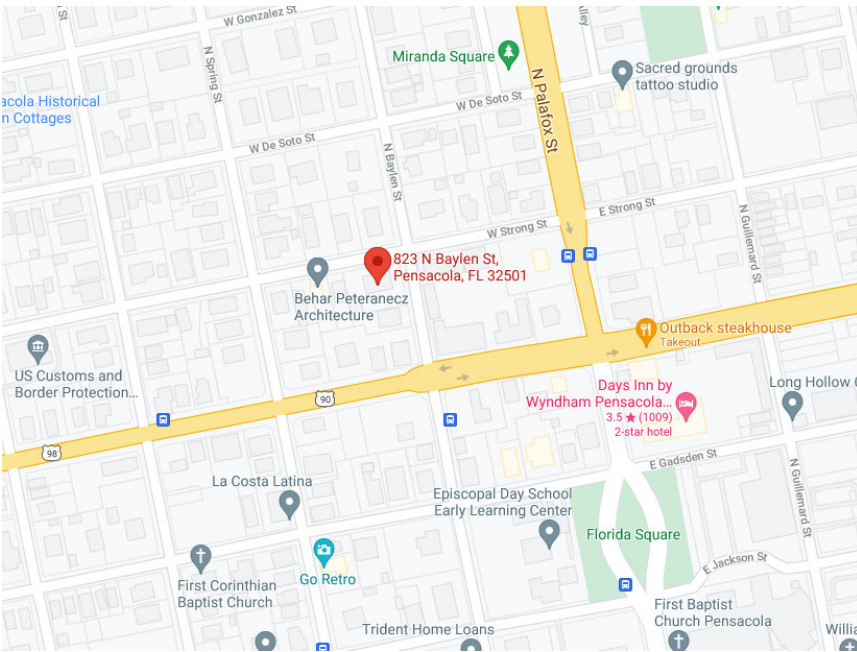 St
W Gonzalez St
N Spring St
Miranda Square
Alley
N Palafox St
Sacred grounds
tattoo studio
acola Historical
n Cottages
W De Soto St
W De Soto St
N Baylen St
E Strong St
W Strong St
N Guillemard St
823 N Baylen St,
Pensacola, FL 32501
Behar Peteranecz
Architecture
Outback steakhouse
Takeout
US Customs and
Border Protection...
Days Inn by
Wyndham Pensacola...
3.5 ★ (1009)
2-star hotel
Long Hollow
90
98
E Gadsden St
N Guillemard St
La Costa Latina
Episcopal Day School
Early Learning Center
Florida Square
Go Retro
First Corinthian
Baptist Church
E Jackson St
First Baptist
Church Pensacola
Trident Home Loans
Willia